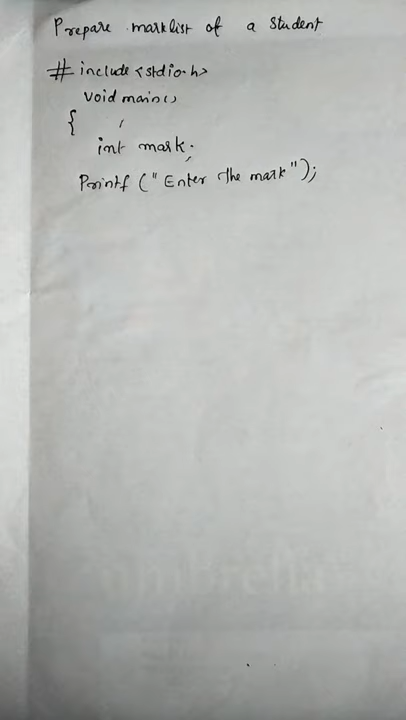 Prepare marklist of a Student
# include <stdio.h>
void main()
{
int mark;
Printf ("Enter the mark");